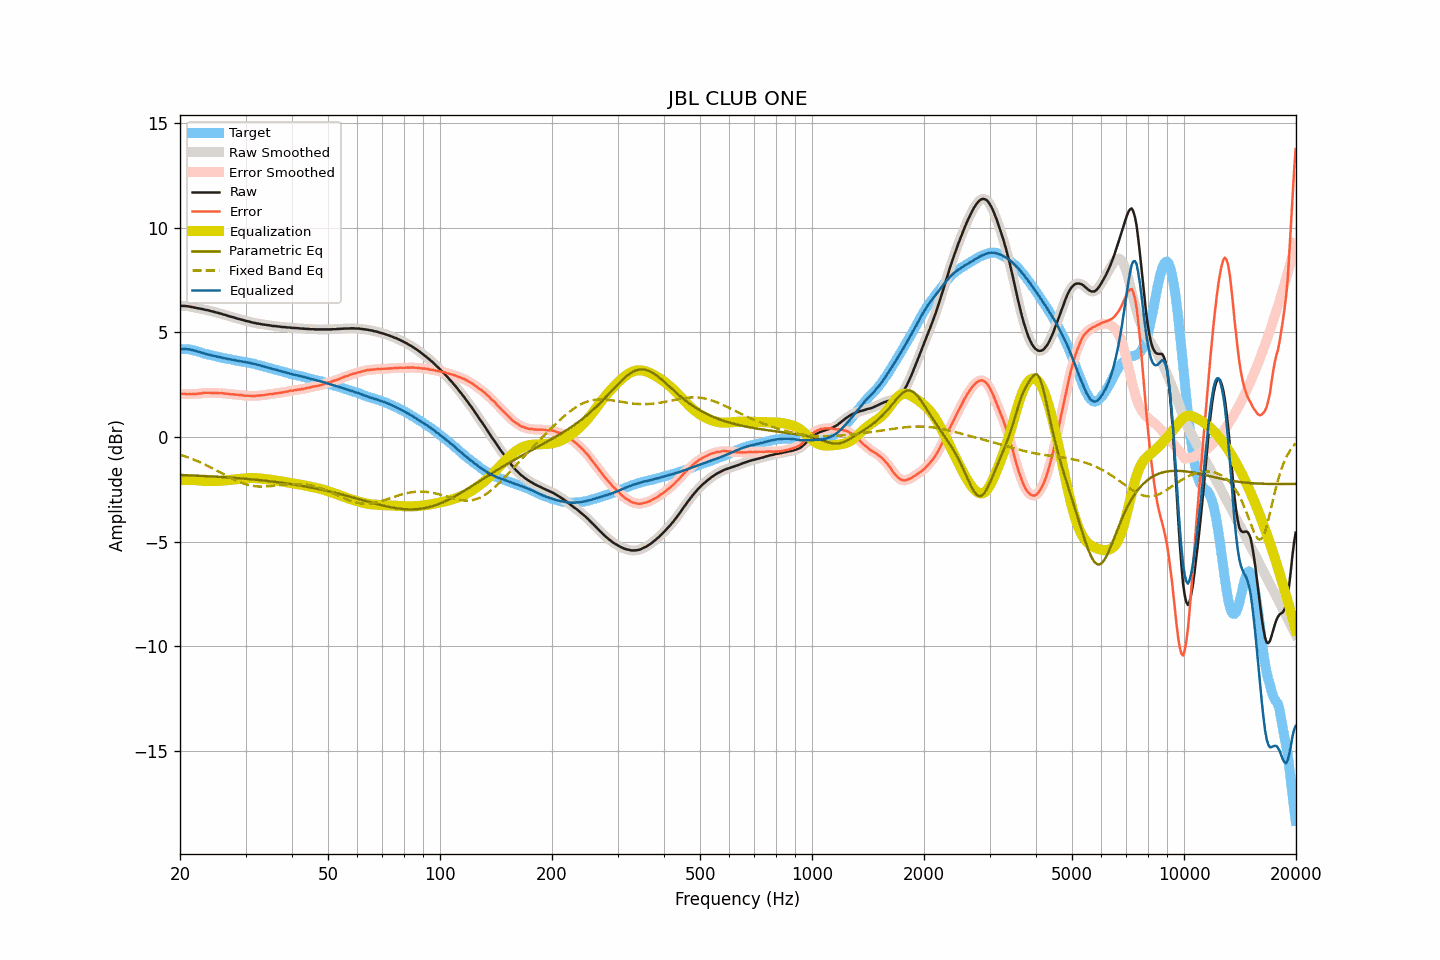 JBL CLUB ONE
Target
Raw Smoothed
Error Smoothed
Raw
Error
Equalization
Parametric Eq
Fixed Band Eq
Equalized
15
10
5
0
−5
−10
−15
Amplitude (dBr)
20
50
100
200
500
1000
2000
5000
10000
20000
Frequency (Hz)